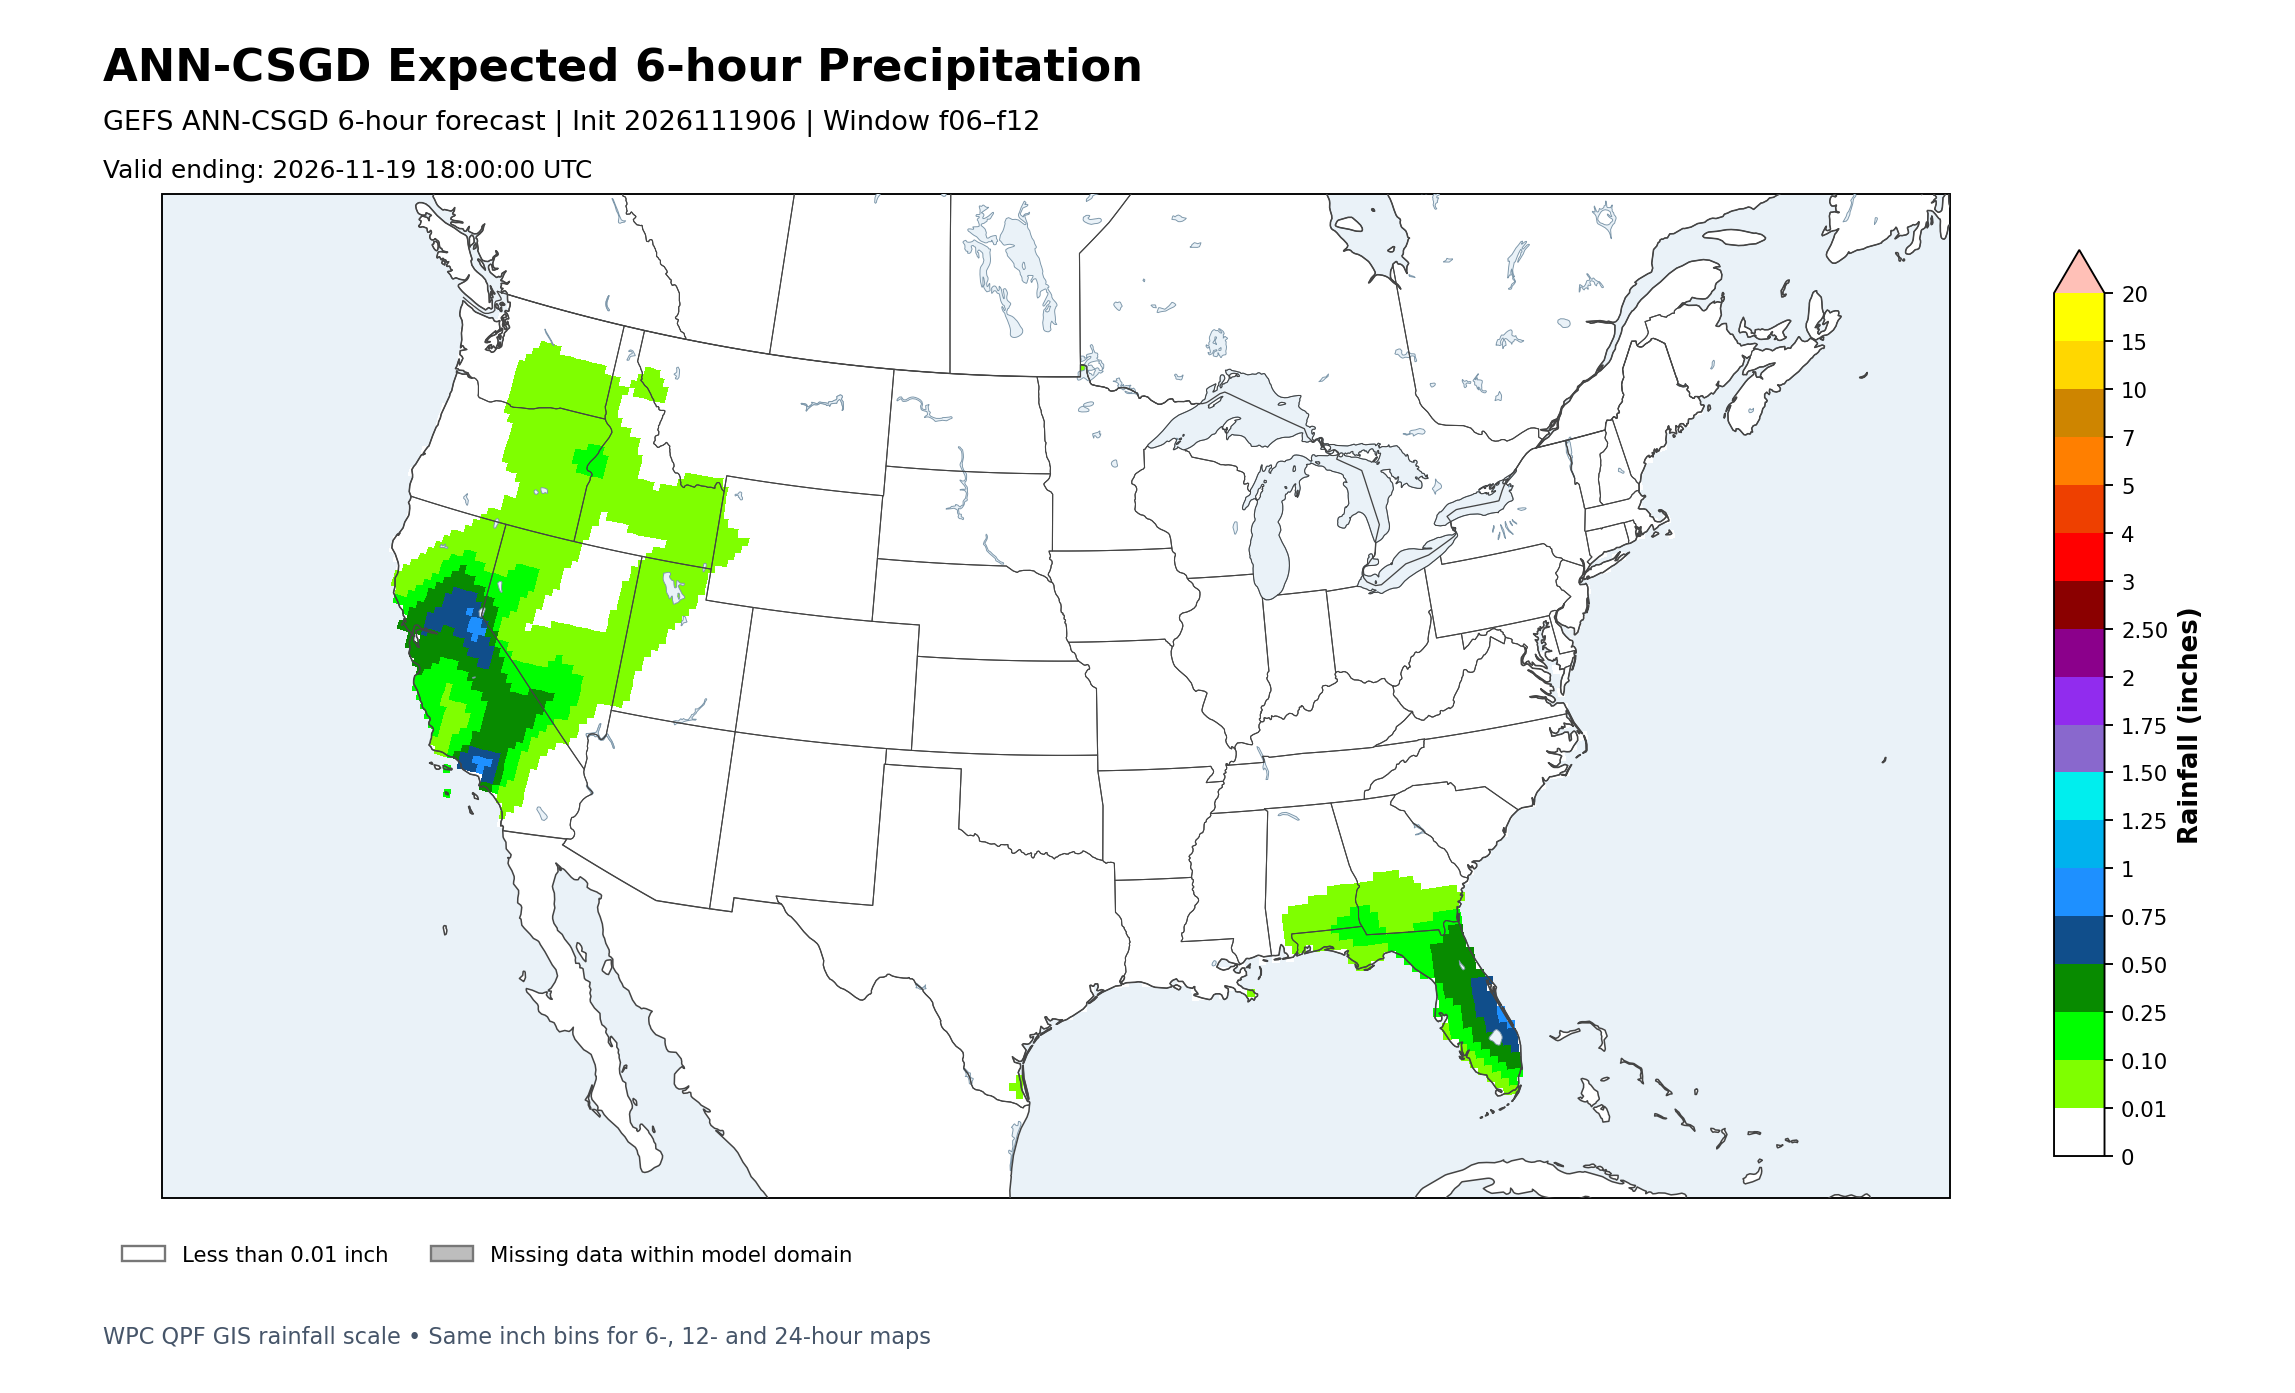 ANN-CSGD Expected 6-hour Precipitation
GEFS ANN-CSGD 6-hour forecast | Init 2026111906 | Window f06–f12
Valid ending: 2026-11-19 18:00:00 UTC
20
15
10
7
5
4
3
2.50
2
1.75
1.50
1.25
1
0.75
0.50
0.25
0.10
0.01
0
Rainfall (inches)
Less than 0.01 inch
Missing data within model domain
WPC QPF GIS rainfall scale • Same inch bins for 6-, 12- and 24-hour maps